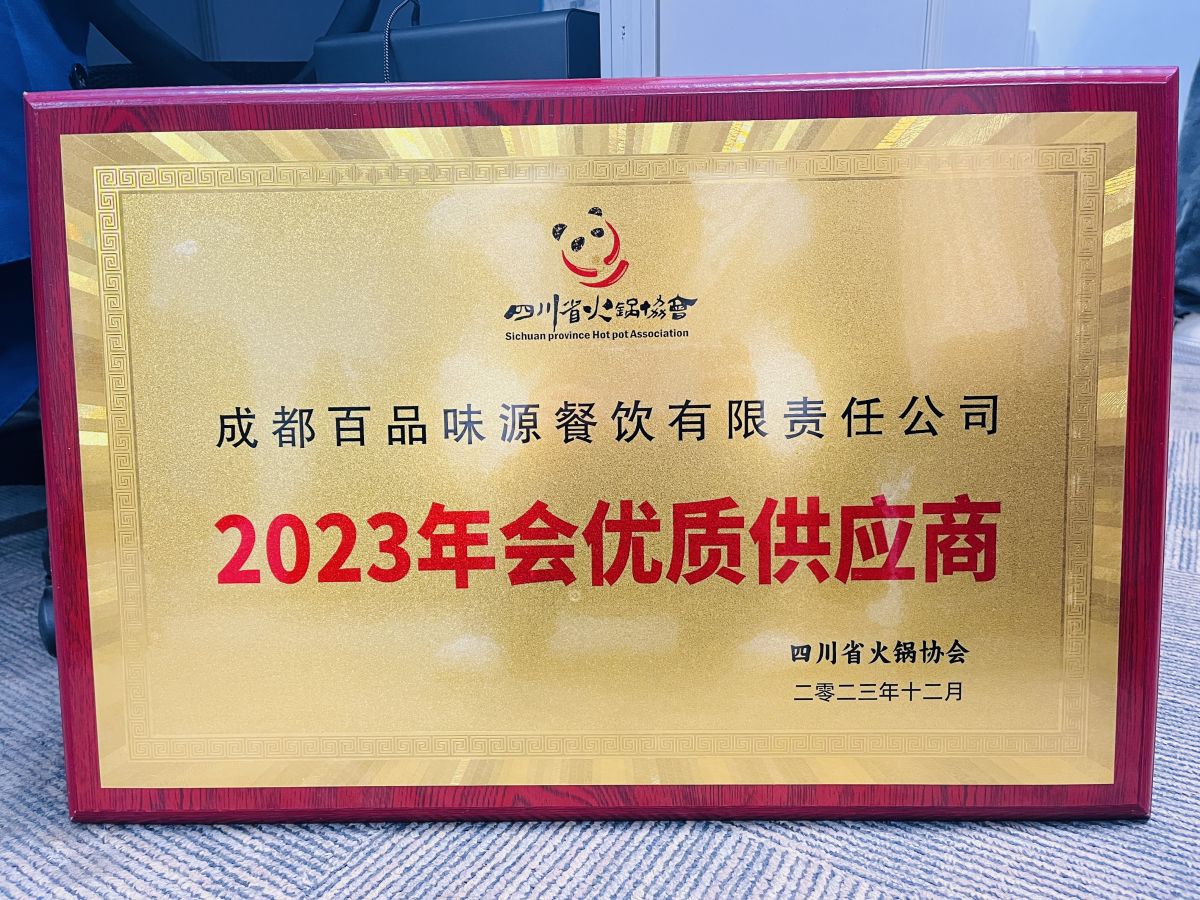 四川省火锅協會
Sichuan province Hot pot Association
成都百品味源餐饮有限责任公司
2023年会优质供应商
四川省火锅协会
二零二三年十二月